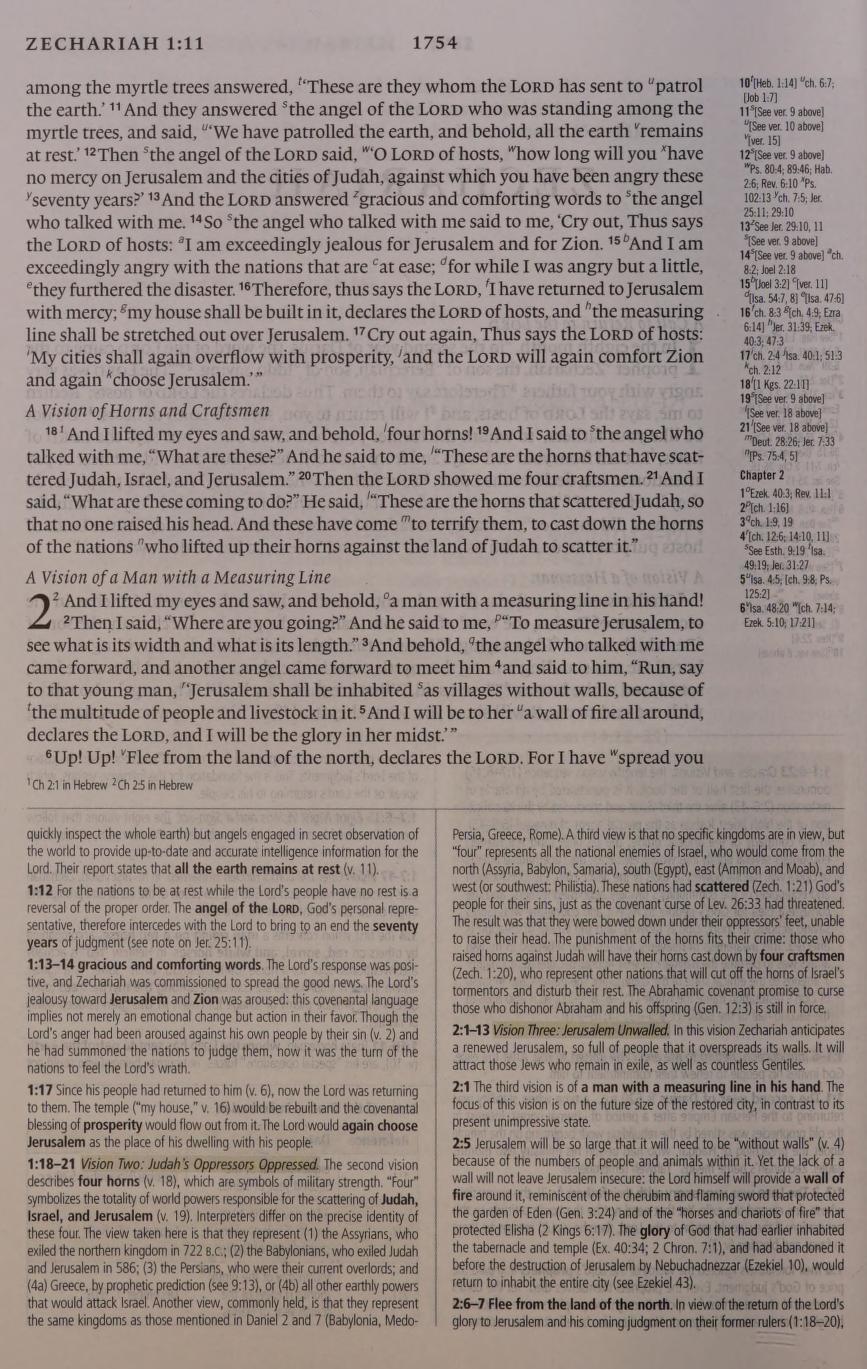 ZECHARIAH 1:11
1754
among the myrtle trees answered, t“‘These are they whom the LORD has sent to u patrol
the earth.’ 11 And they answered s the angel of the LORD who was standing among the
myrtle trees, and said, u“‘We have patrolled the earth, and behold, all the earth v remains
at rest.’ 12 Then s the angel of the LORD said, w“‘O LORD of hosts, w how long will you x have
no mercy on Jerusalem and the cities of Judah, against which you have been angry these
y seventy years?’ 13 And the LORD answered z gracious and comforting words to s the angel
who talked with me. 14 So s the angel who talked with me said to me, ‘Cry out, Thus says
the LORD of hosts: a I am exceedingly jealous for Jerusalem and for Zion. 15 b And I am
exceedingly angry with the nations that are c at ease; d for while I was angry but a little,
e they furthered the disaster. 16 Therefore, thus says the LORD, f I have returned to Jerusalem
with mercy; g my house shall be built in it, declares the LORD of hosts, and h the measuring
line shall be stretched out over Jerusalem. 17 Cry out again, Thus says the LORD of hosts:
i My cities shall again overflow with prosperity, j and the LORD will again comfort Zion
and again k choose Jerusalem.’ ”
A Vision of Horns and Craftsmen
18 1 And I lifted my eyes and saw, and behold, l four horns! 19 And I said to s the angel who
talked with me, “What are these?” And he said to me, l“These are the horns that have scat-
tered Judah, Israel, and Jerusalem.” 20 Then the LORD showed me four craftsmen. 21 And I
said, “What are these coming to do?” He said, l“These are the horns that scattered Judah, so
that no one raised his head. And these have come m to terrify them, to cast down the horns
of the nations n who lifted up their horns against the land of Judah to scatter it.”
A Vision of a Man with a Measuring Line
2 2 And I lifted my eyes and saw, and behold, o a man with a measuring line in his hand!
2 Then I said, “Where are you going?” And he said to me, p“To measure Jerusalem, to
see what is its width and what is its length.” 3 And behold, q the angel who talked with me
came forward, and another angel came forward to meet him 4 and said to him, “Run, say
to that young man, r“‘Jerusalem shall be inhabited s as villages without walls, because of
t the multitude of people and livestock in it. 5 And I will be to her u a wall of fire all around,
declares the LORD, and I will be the glory in her midst.’ ”
6 Up! Up! v Flee from the land of the north, declares the LORD. For I have w spread you
1 Ch 2:1 in Hebrew 2 Ch 2:5 in Hebrew
10 t [Heb. 1:14] u ch. 6:7;
[Job 1:7]
11 s [See ver. 9 above]
u [See ver. 10 above]
v [ver. 15]
12 s [See ver. 9 above]
w Ps. 80:4; 89:46; Hab.
2:6; Rev. 6:10 x Ps.
102:13 y ch. 7:5; Jer.
25:11; 29:10
13 z See Jer. 29:10, 11
s [See ver. 9 above]
14 s [See ver. 9 above] a ch.
8:2; Joel 2:18
15 b [Joel 3:2] c [ver. 11]
d [Isa. 54:7, 8] e [Isa. 47:6]
16 f ch. 8:3 g [ch. 4:9; Ezra
6:14] h Jer. 31:39; Ezek.
40:3; 47:3
17 i ch. 2:4 j Isa. 40:1; 51:3
k ch. 2:12
18 l [1 Kgs. 22:11]
19 s [See ver. 9 above]
l [See ver. 18 above]
21 l [See ver. 18 above]
m Deut. 28:26; Jer. 7:33
n [Ps. 75:4, 5]
Chapter 2
1 o Ezek. 40:3; Rev. 11:1
2 p [ch. 1:16]
3 q ch. 1:9, 19
4 r [ch. 12:6; 14:10, 11]
s See Esth. 9:19 t Isa.
49:19; Jer. 31:27
5 u Isa. 4:5; [ch. 9:8; Ps.
125:2]
6 v Isa. 48:20 w [ch. 7:14;
Ezek. 5:10; 17:21]
quickly inspect the whole earth) but angels engaged in secret observation of
the world to provide up-to-date and accurate intelligence information for the
Lord. Their report states that all the earth remains at rest (v. 11).
1:12 For the nations to be at rest while the Lord’s people have no rest is a
reversal of the proper order. The angel of the LORD, God’s personal repre-
sentative, therefore intercedes with the Lord to bring to an end the seventy
years of judgment (see note on Jer. 25:11).
1:13–14 gracious and comforting words. The Lord’s response was posi-
tive, and Zechariah was commissioned to spread the good news. The Lord’s
jealousy toward Jerusalem and Zion was aroused: this covenantal language
implies not merely an emotional change but action in their favor. Though the
Lord’s anger had been aroused against his own people by their sin (v. 2) and
he had summoned the nations to judge them, now it was the turn of the
nations to feel the Lord’s wrath.
1:17 Since his people had returned to him (v. 6), now the Lord was returning
to them. The temple (“my house,” v. 16) would be rebuilt and the covenantal
blessing of prosperity would flow out from it. The Lord would again choose
Jerusalem as the place of his dwelling with his people.
1:18–21 Vision Two: Judah’s Oppressors Oppressed. The second vision
describes four horns (v. 18), which are symbols of military strength. “Four”
symbolizes the totality of world powers responsible for the scattering of Judah,
Israel, and Jerusalem (v. 19). Interpreters differ on the precise identity of
these four. The view taken here is that they represent (1) the Assyrians, who
exiled the northern kingdom in 722 B.C.; (2) the Babylonians, who exiled Judah
and Jerusalem in 586; (3) the Persians, who were their current overlords; and
(4a) Greece, by prophetic prediction (see 9:13), or (4b) all other earthly powers
that would attack Israel. Another view, commonly held, is that they represent
the same kingdoms as those mentioned in Daniel 2 and 7 (Babylonia, Medo-
Persia, Greece, Rome). A third view is that no specific kingdoms are in view, but
“four” represents all the national enemies of Israel, who would come from the
north (Assyria, Babylon, Samaria), south (Egypt), east (Ammon and Moab), and
west (or southwest: Philistia). These nations had scattered (Zech. 1:21) God’s
people for their sins, just as the covenant curse of Lev. 26:33 had threatened.
The result was that they were bowed down under their oppressors’ feet, unable
to raise their head. The punishment of the horns fits their crime: those who
raised horns against Judah will have their horns cast down by four craftsmen
(Zech. 1:20), who represent other nations that will cut off the horns of Israel’s
tormentors and disturb their rest. The Abrahamic covenant promise to curse
those who dishonor Abraham and his offspring (Gen. 12:3) is still in force.
2:1–13 Vision Three: Jerusalem Unwalled. In this vision Zechariah anticipates
a renewed Jerusalem, so full of people that it overspreads its walls. It will
attract those Jews who remain in exile, as well as countless Gentiles.
2:1 The third vision is of a man with a measuring line in his hand. The
focus of this vision is on the future size of the restored city, in contrast to its
present unimpressive state.
2:5 Jerusalem will be so large that it will need to be “without walls” (v. 4)
because of the numbers of people and animals within it. Yet the lack of a
wall will not leave Jerusalem insecure: the Lord himself will provide a wall of
fire around it, reminiscent of the cherubim and flaming sword that protected
the garden of Eden (Gen. 3:24) and of the “horses and chariots of fire” that
protected Elisha (2 Kings 6:17). The glory of God that had earlier inhabited
the tabernacle and temple (Ex. 40:34; 2 Chron. 7:1), and had abandoned it
before the destruction of Jerusalem by Nebuchadnezzar (Ezekiel 10), would
return to inhabit the entire city (see Ezekiel 43).
2:6–7 Flee from the land of the north. In view of the return of the Lord’s
glory to Jerusalem and his coming judgment on their former rulers (1:18–20),